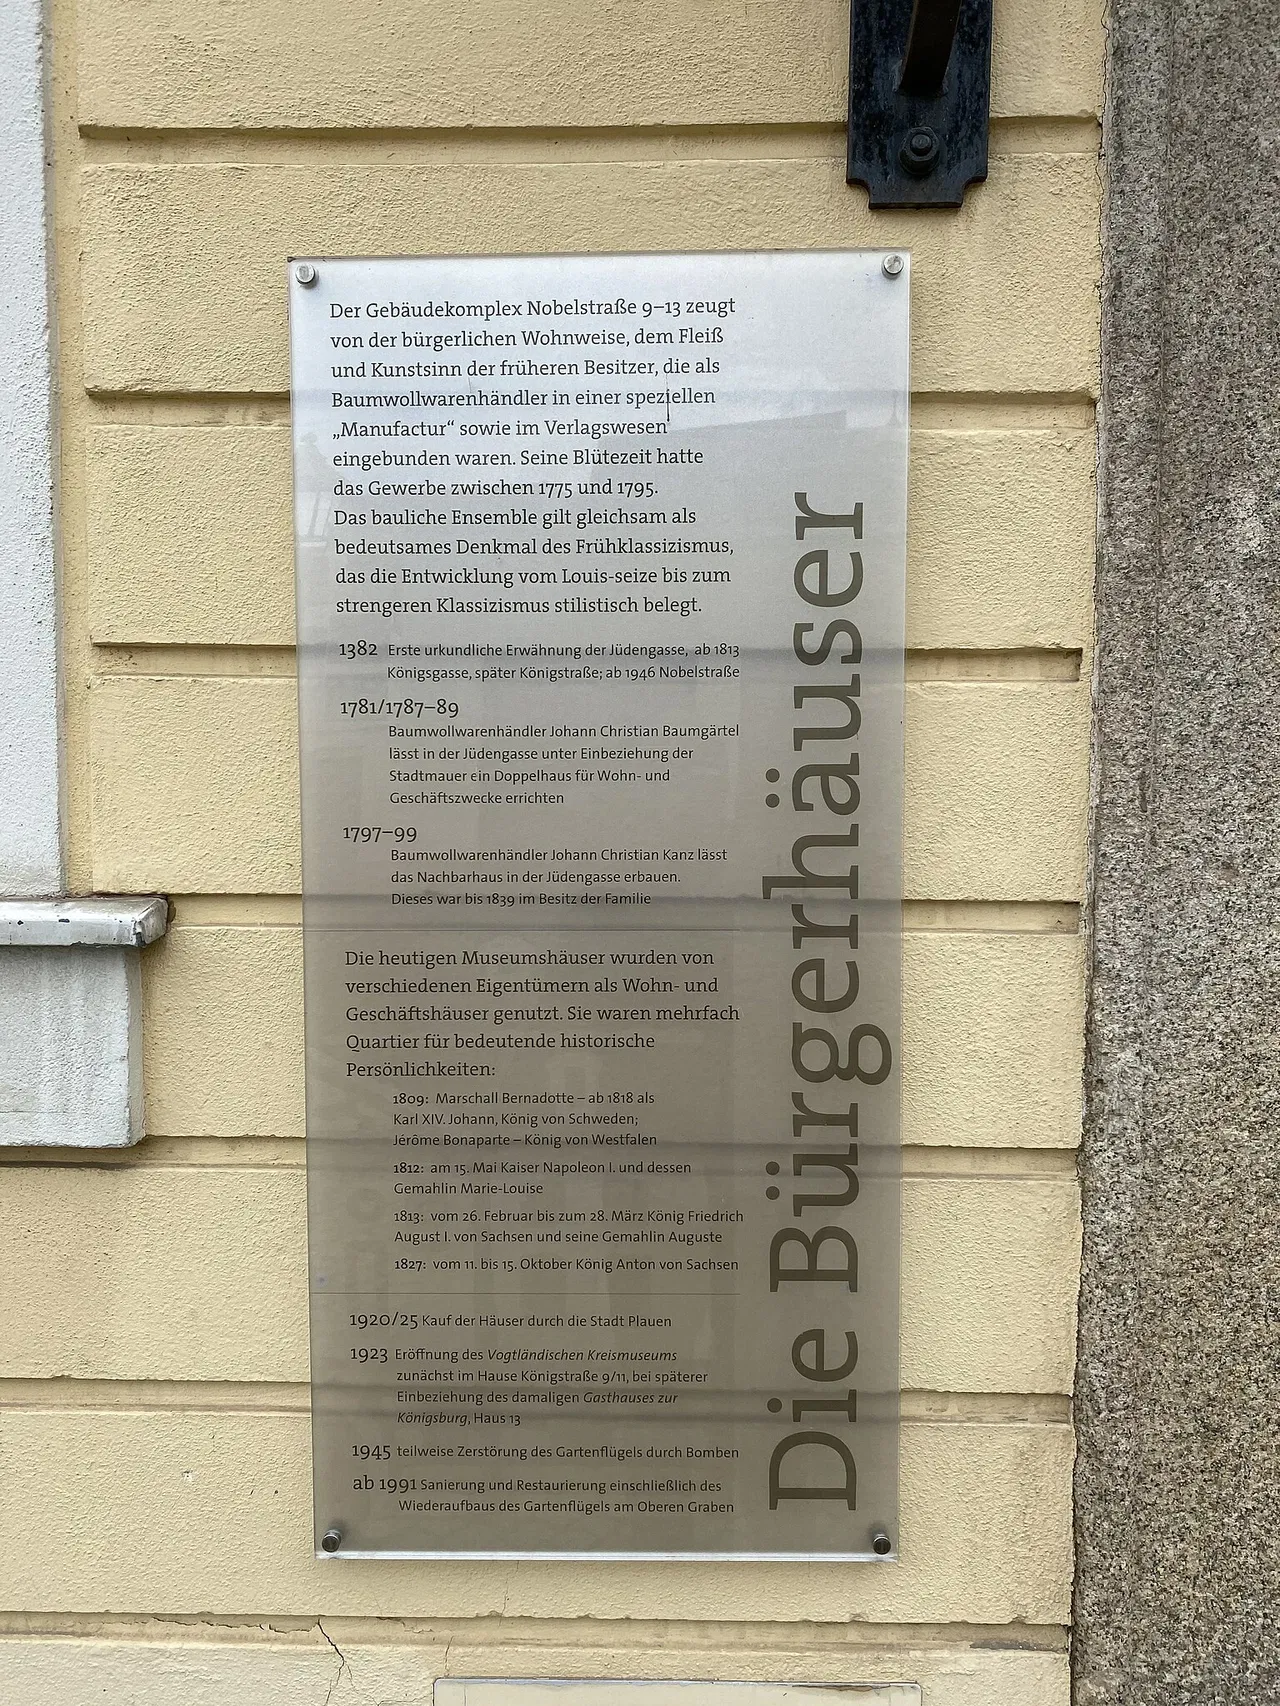 Der Gebäudekomplex Nobelstraße 9–13 zeugt
von der bürgerlichen Wohnweise, dem Fleiß
und Kunstsinn der früheren Besitzer, die als
Baumwollwarenhändler in einer speziellen
„Manufactur“ sowie im Verlagswesen
eingebunden waren. Seine Blütezeit hatte
das Gewerbe zwischen 1775 und 1795.
Das bauliche Ensemble gilt gleichsam als
bedeutsames Denkmal des Frühklassizismus,
das die Entwicklung vom Louis-seize bis zum
strengeren Klassizismus stilistisch belegt.
1382 Erste urkundliche Erwähnung der Jüdengasse, ab 1813
Königsgasse, später Königstraße; ab 1946 Nobelstraße
1781/1787–89
Baumwollwarenhändler Johann Christian Baumgärtel
lässt in der Jüdengasse unter Einbeziehung der
Stadtmauer ein Doppelhaus für Wohn- und
Geschäftszwecke errichten
1797–99
Baumwollwarenhändler Johann Christian Kanz lässt
das Nachbarhaus in der Jüdengasse erbauen.
Dieses war bis 1839 im Besitz der Familie
Die heutigen Museumshäuser wurden von
verschiedenen Eigentümern als Wohn- und
Geschäftshäuser genutzt. Sie waren mehrfach
Quartier für bedeutende historische
Persönlichkeiten:
1809: Marschall Bernadotte – ab 1818 als
Karl XIV. Johann, König von Schweden;
Jérôme Bonaparte – König von Westfalen
1812: am 15. Mai Kaiser Napoleon I. und dessen
Gemahlin Marie-Louise
1813: vom 26. Februar bis zum 28. März König Friedrich
August I. von Sachsen und seine Gemahlin Auguste
1827: vom 11. bis 15. Oktober König Anton von Sachsen
1920/25 Kauf der Häuser durch die Stadt Plauen
1923 Eröffnung des Vogtländischen Kreismuseums
zunächst im Hause Königstraße 9/11, bei späterer
Einbeziehung des damaligen Gasthauses zur
Königsburg, Haus 13
1945 teilweise Zerstörung des Gartenflügels durch Bomben
ab 1991 Sanierung und Restaurierung einschließlich des
Wiederaufbaus des Gartenflügels am Oberen Graben
Die Bürgerhäuser